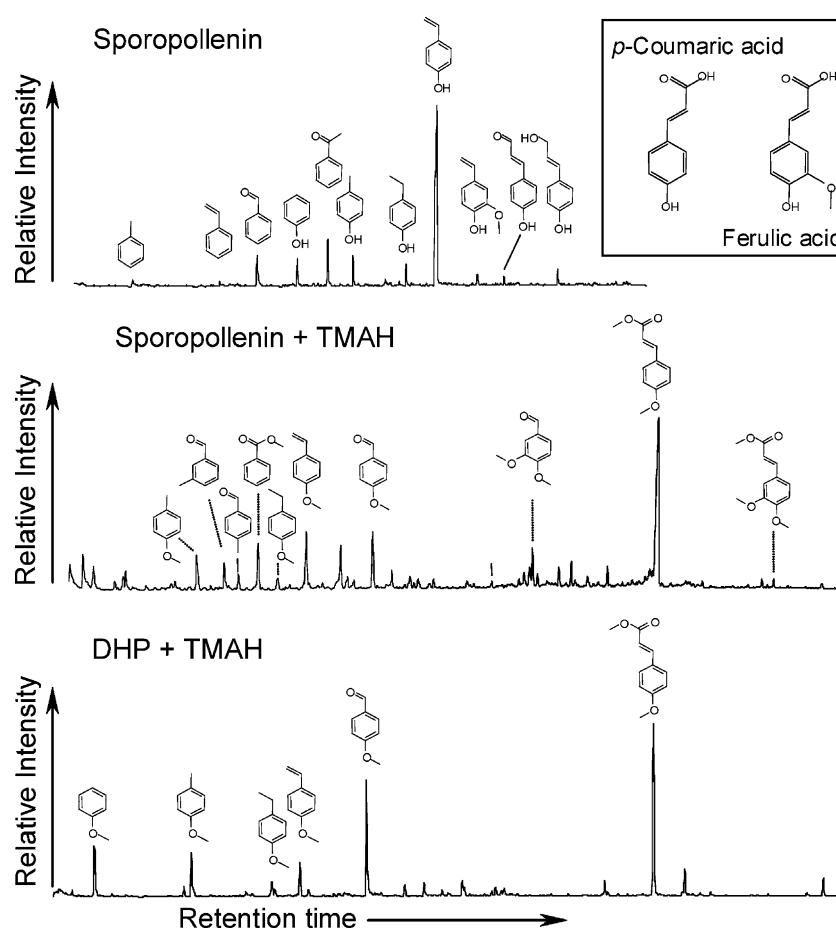 Sporopollenin
p-Coumaric acid
Ferulic acid
Relative Intensity
Sporopollenin + TMAH
Relative Intensity
DHP + TMAH
Relative Intensity
Retention time